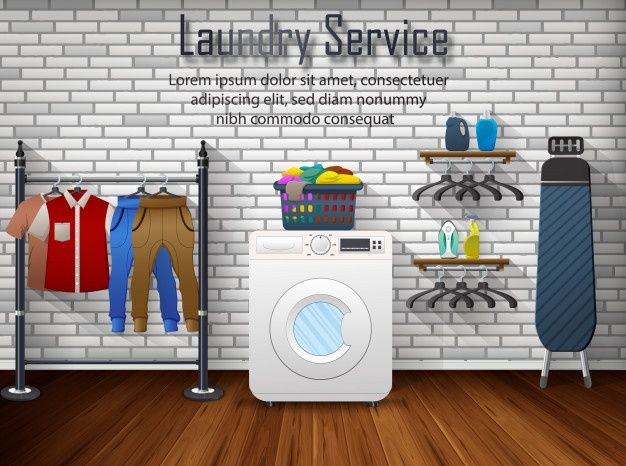 Laundry Service
Lorem ipsum dolor sit amet, consectetuer
adipiscing elit, sed diam nonummy
nibh commodo consequat